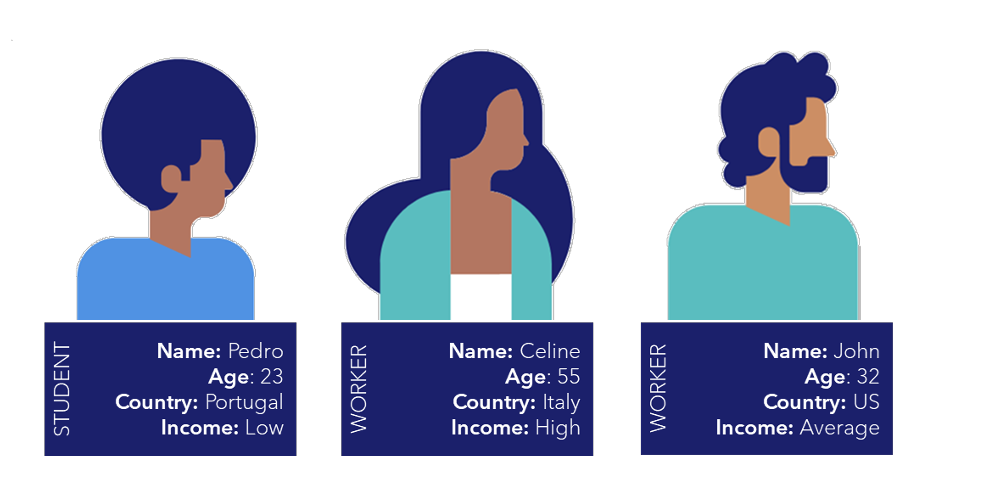 STUDENT
Name: Pedro
Age: 23
Country: Portugal
Income: Low
WORKER
Name: Celine
Age: 55
Country: Italy
Income: High
WORKER
Name: John
Age: 32
Country: US
Income: Average